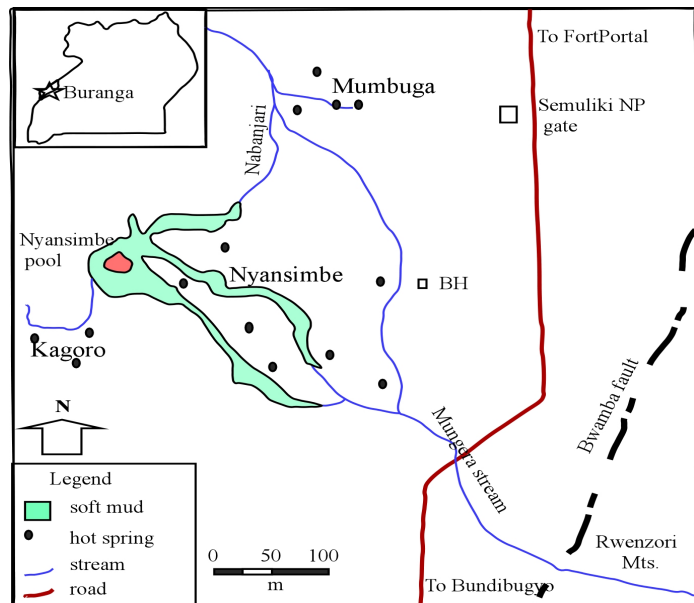 Buranga
To FortPortal
Mumbuga
Semuliki NP
gate
Nabanjari
Nyansimbe
pool
Nyansimbe
BH
Kagoro
N
Bwamba fault
Mungera stream
Legend
soft mud
hot spring
stream
road
0 50 100
m
Rwenzori
Mts.
To Bundibugyo